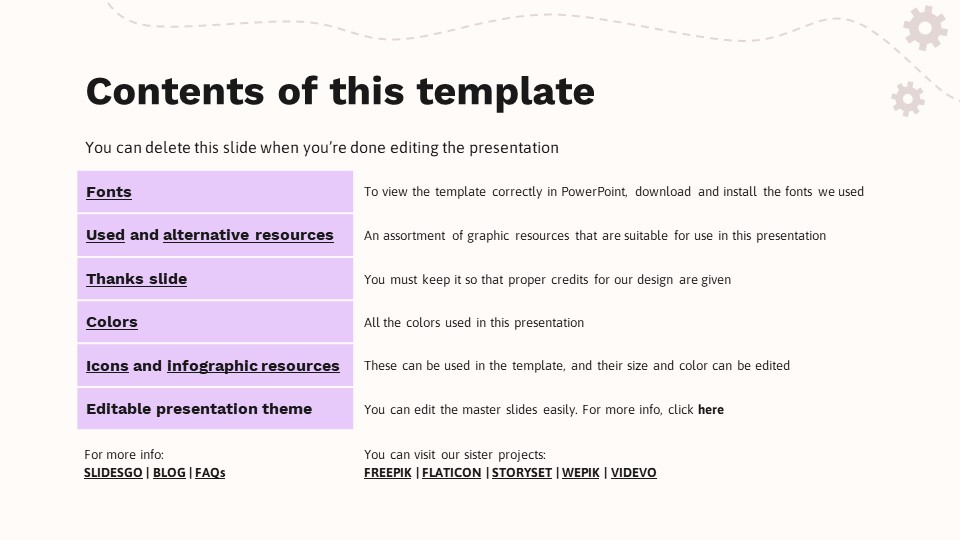 Contents of this template
You can delete this slide when you’re done editing the presentation
Fonts To view the template correctly in PowerPoint, download and install the fonts we used
Used and alternative resources An assortment of graphic resources that are suitable for use in this presentation
Thanks slide You must keep it so that proper credits for our design are given
Colors All the colors used in this presentation
Icons and infographic resources These can be used in the template, and their size and color can be edited
Editable presentation theme You can edit the master slides easily. For more info, click here
For more info:
SLIDESGO | BLOG | FAQs
You can visit our sister projects:
FREEPIK | FLATICON | STORYSET | WEPIK | VIDEVO